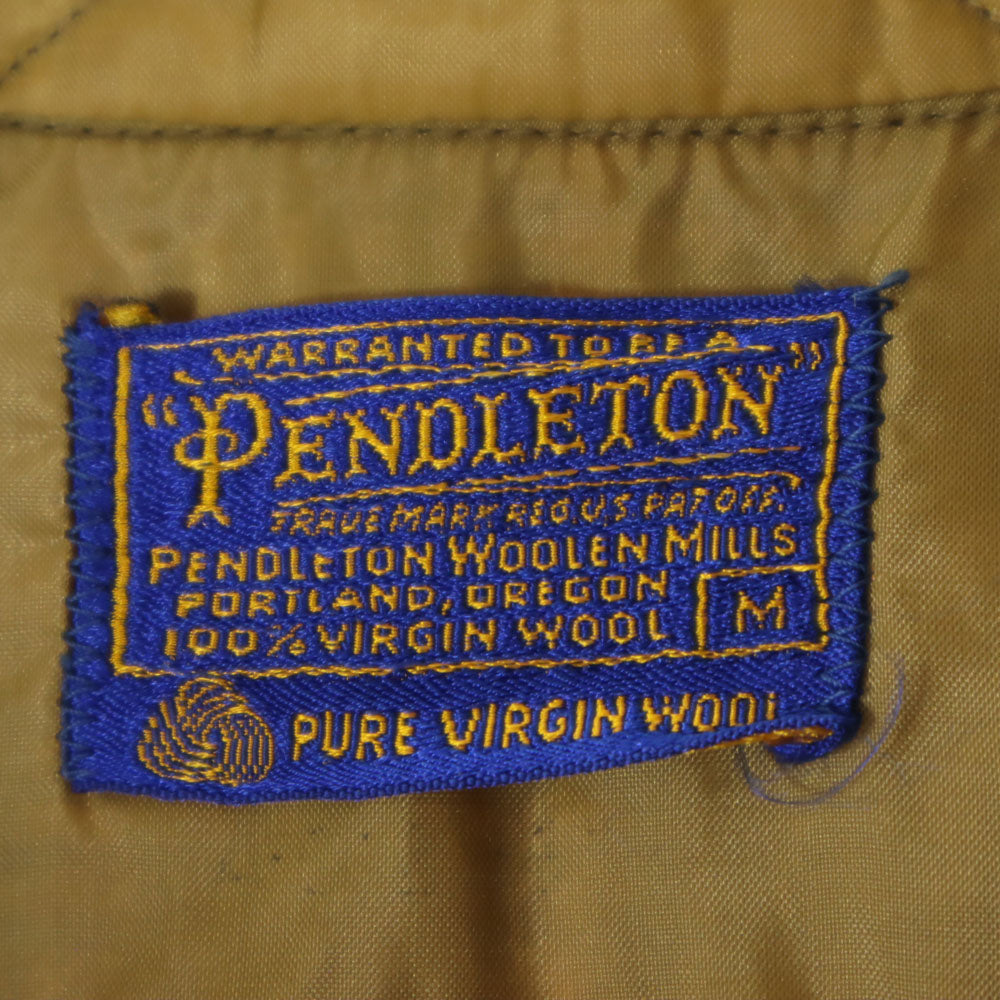 WARRANTED TO BE A
"PENDLETON"
TRADE MARK REG. U.S. PAT. OFF.
PENDLETON WOOLEN MILLS
PORTLAND, OREGON
100% VIRGIN WOOL
M
PURE VIRGIN WOOL